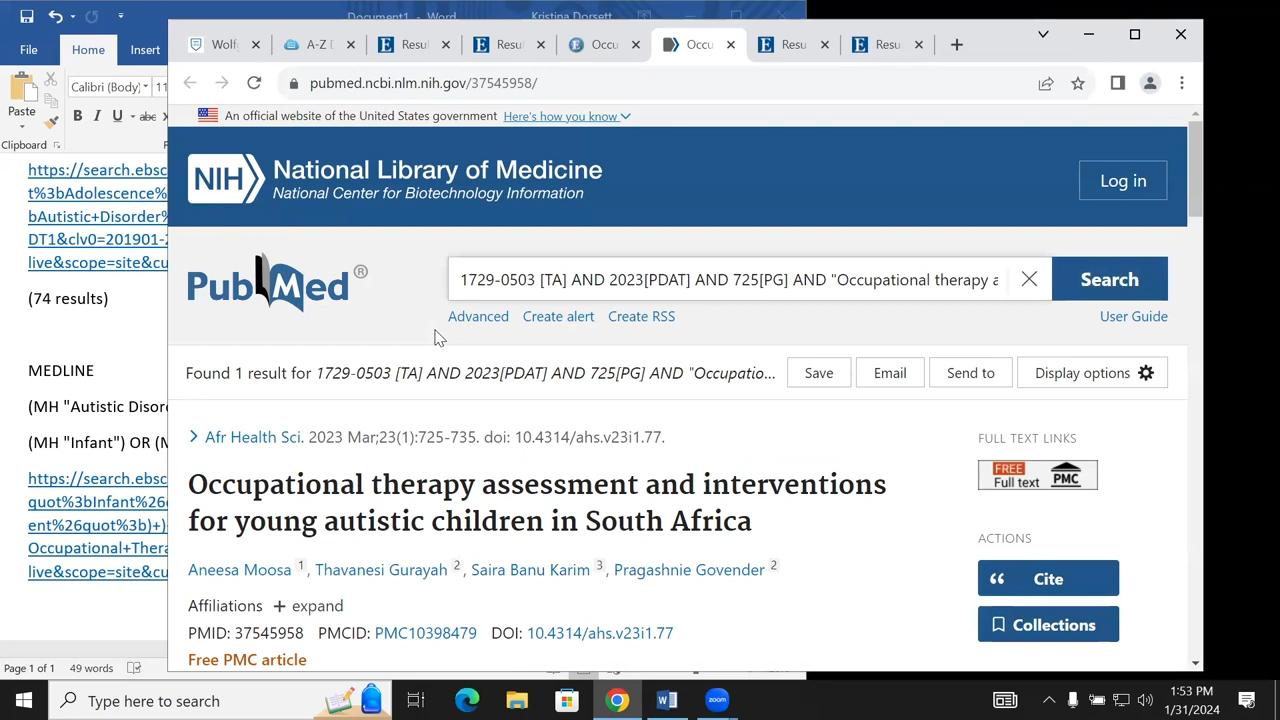 Document1 - Word
Kristina Dorsett
File
Home
Insert
Paste
Clipboard
Calibri (Body)
11
B I U abc
Wolf
A-Z
Resu
Resu
Occu
Occu
Resu
Resu
pubmed.ncbi.nlm.nih.gov/37545958/
An official website of the United States government Here's how you know
NIH
National Library of Medicine
National Center for Biotechnology Information
Log in
PubMed®
1729-0503 [TA] AND 2023[PDAT] AND 725[PG] AND "Occupational therapy a
Search
Advanced
Create alert
Create RSS
User Guide
Found 1 result for 1729-0503 [TA] AND 2023[PDAT] AND 725[PG] AND "Occupatio...
Save
Email
Send to
Display options
Afr Health Sci. 2023 Mar;23(1):725-735. doi: 10.4314/ahs.v23i1.77.
Occupational therapy assessment and interventions
for young autistic children in South Africa
Aneesa Moosa 1, Thavanesi Gurayah 2, Saira Banu Karim 3, Pragashnie Govender 2
Affiliations + expand
PMID: 37545958 PMCID: PMC10398479 DOI: 10.4314/ahs.v23i1.77
Free PMC article
FULL TEXT LINKS
FREE
Full text PMC
ACTIONS
Cite
Collections
https://search.ebsc
t%3bAdolescence%
bAutistic+Disorder%
DT1&clv0=201901-
live&scope=site&cu
(74 results)
MEDLINE
(MH "Autistic Disor
(MH "Infant") OR (M
https://search.ebsc
quot%3bInfant%26
ent%26quot%3b)+)
Occupational+Thera
live&scope=site&cu
Page 1 of 1
49 words
Type here to search
zoom
1:53 PM
1/31/2024